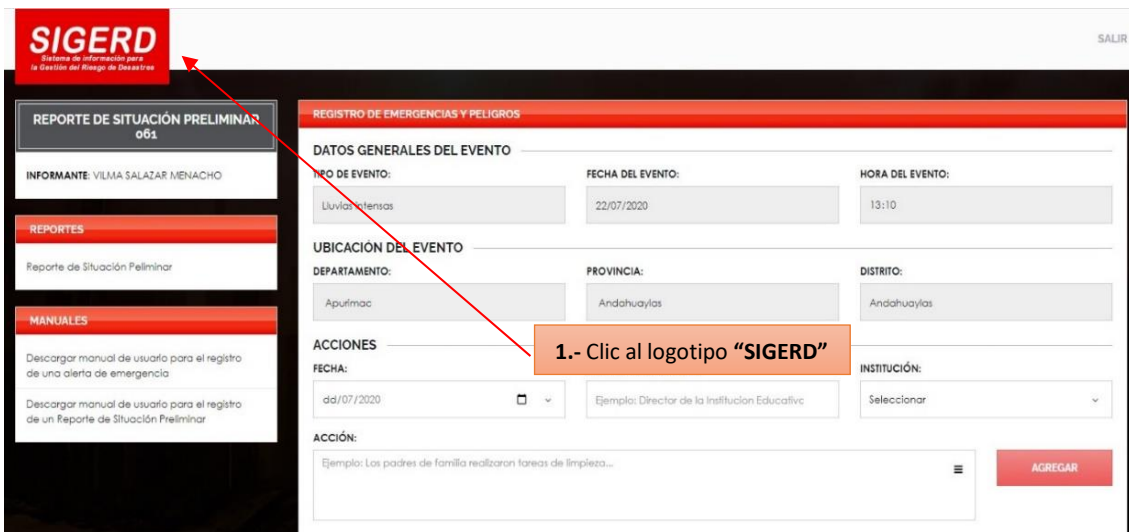 SIGERD
Sistema de información para
la Gestión del Riesgo de Desastres
SALIR
REPORTE DE SITUACIÓN PRELIMINAR
061
INFORMANTE: VILMA SALAZAR MENACHO
REPORTES
Reporte de Situación Peliminar
MANUALES
Descargar manual de usuario para el registro
de una alerta de emergencia
Descargar manual de usuario para el registro
de un Reporte de Situación Preliminar
REGISTRO DE EMERGENCIAS Y PELIGROS
DATOS GENERALES DEL EVENTO
TIPO DE EVENTO: FECHA DEL EVENTO: HORA DEL EVENTO:
Lluvias intensas 22/07/2020 13:10
UBICACIÓN DEL EVENTO
DEPARTAMENTO: PROVINCIA: DISTRITO:
Apurímac Andahuaylas Andahuaylas
ACCIONES
1.- Clic al logotipo “SIGERD”
FECHA: INSTITUCIÓN:
dd/07/2020 Ejemplo: Director de la Institucion Educativa Seleccionar
ACCIÓN:
Ejemplo: Los padres de familia realizaron tareas de limpieza...
AGREGAR